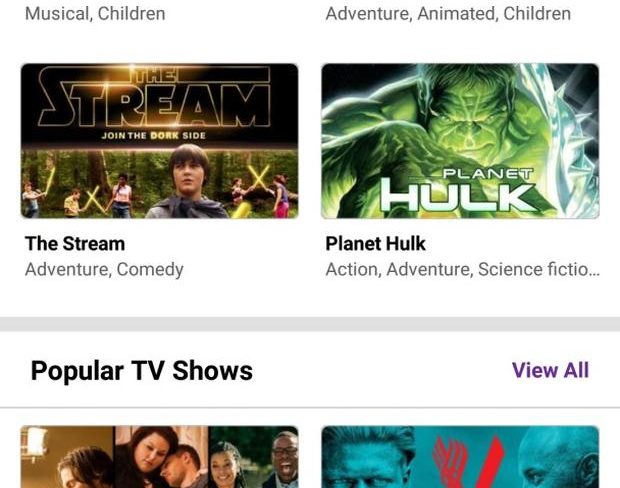 Musical, Children
Adventure, Animated, Children
THE
STREAM
JOIN THE DORK SIDE
PLANET
HULK
The Stream
Adventure, Comedy
Planet Hulk
Action, Adventure, Science fictio...
Popular TV Shows
View All